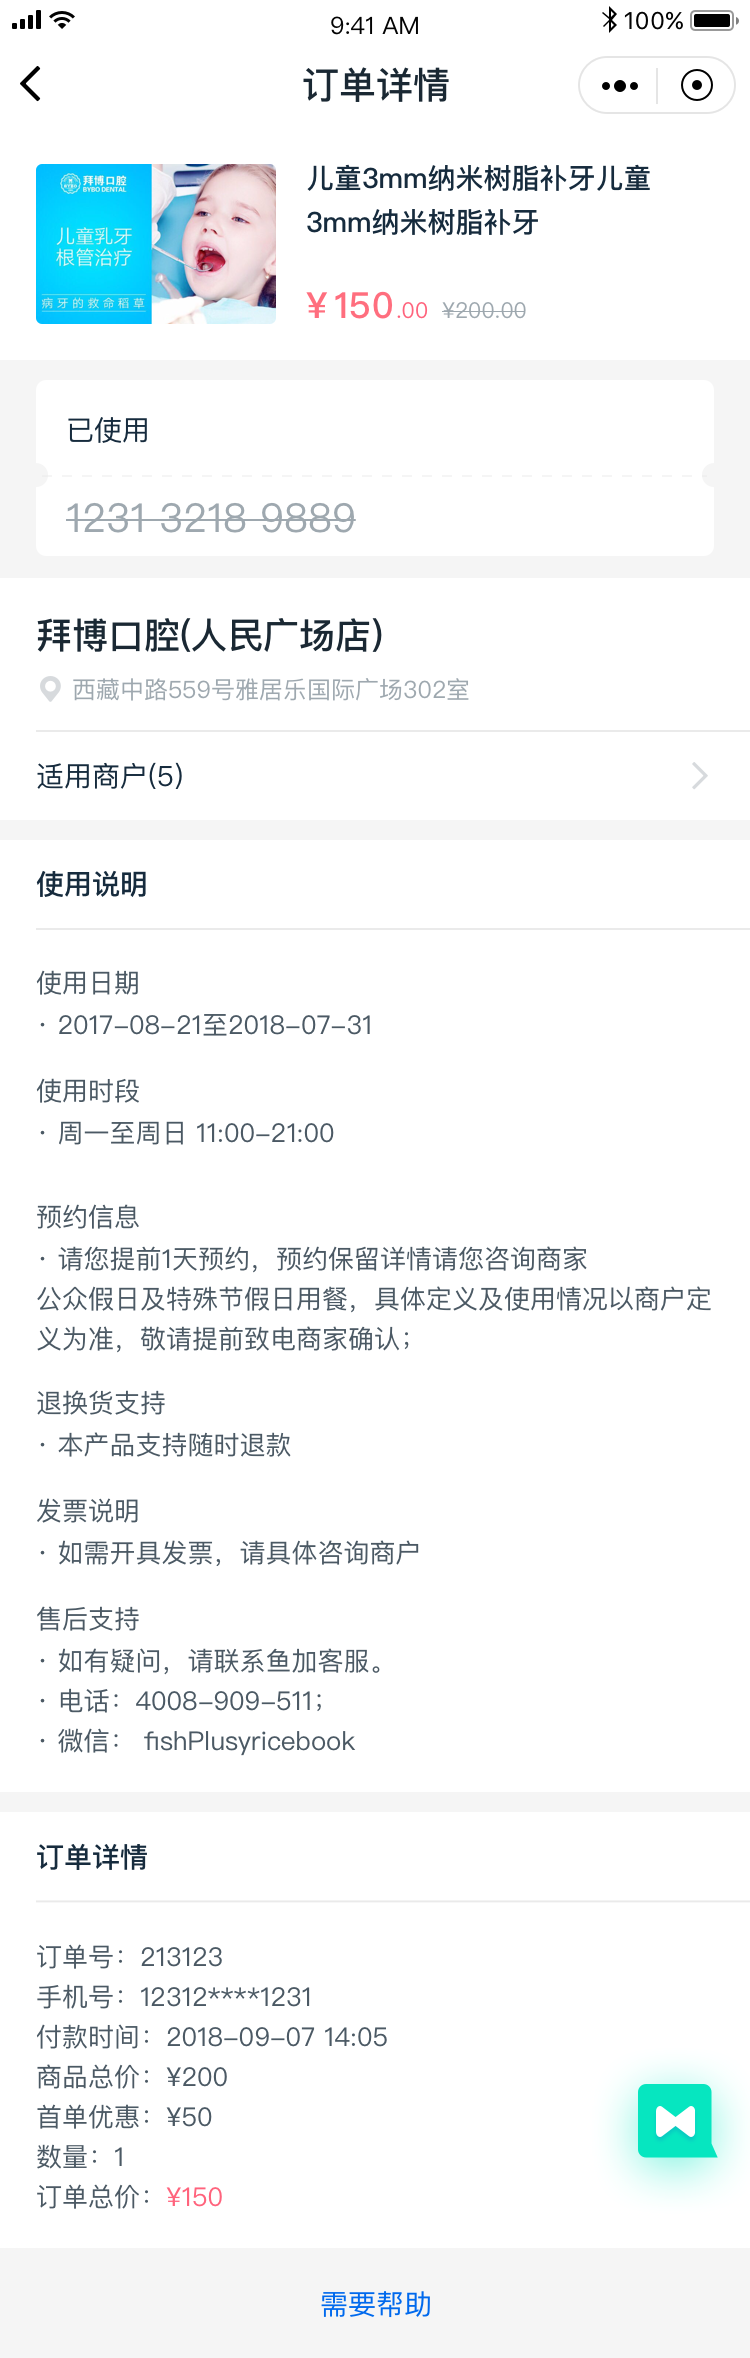 9:41 AM
100%
订单详情
拜博口腔
BYBO DENTAL
儿童乳牙
根管治疗
病牙的救命稻草
儿童3mm纳米树脂补牙儿童
3mm纳米树脂补牙
¥150.00 ¥200.00
已使用
1231 3218 9889
拜博口腔(人民广场店)
西藏中路559号雅居乐国际广场302室
适用商户(5)
使用说明
使用日期
· 2017-08-21至2018-07-31
使用时段
· 周一至周日 11:00-21:00
预约信息
· 请您提前1天预约，预约保留详情请您咨询商家
公众假日及特殊节假日用餐，具体定义及使用情况以商户定
义为准，敬请提前致电商家确认；
退换货支持
· 本产品支持随时退款
发票说明
· 如需开具发票，请具体咨询商户
售后支持
· 如有疑问，请联系鱼加客服。
· 电话：4008-909-511；
· 微信： fishPlusyricebook
订单详情
订单号：213123
手机号：12312****1231
付款时间：2018-09-07 14:05
商品总价：¥200
首单优惠：¥50
数量：1
订单总价：¥150
需要帮助